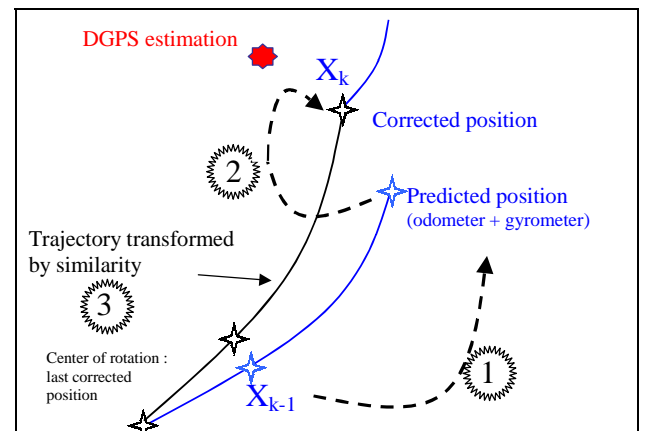 DGPS estimation
Xk
Corrected position
2
Predicted position
(odometer + gyrometer)
Trajectory transformed
by similarity
3
Center of rotation :
last corrected
position
Xk-1
1